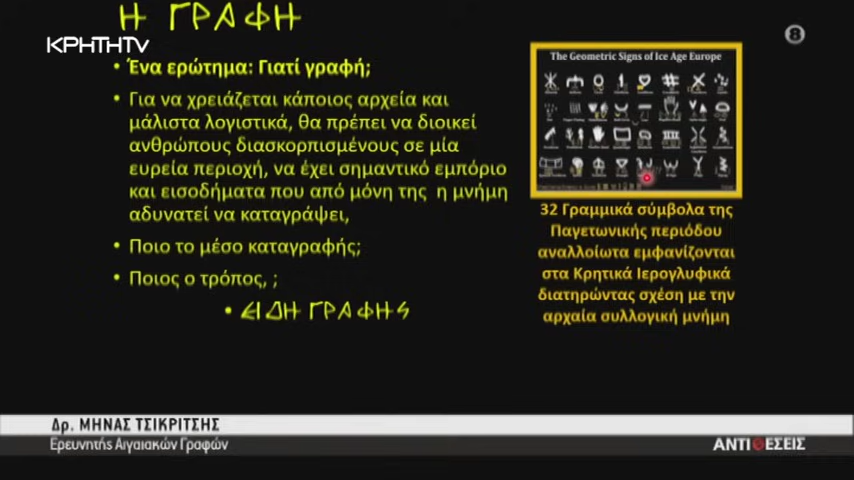 Η ΓΡΑΦΗ
ΚΡΗΤΗTV
8
• Ένα ερώτημα: Γιατί γραφή;
• Για να χρειάζεται κάποιος αρχεία και
μάλιστα λογιστικά, θα πρέπει να διοικεί
ανθρώπους διασκορπισμένους σε μία
ευρεία περιοχή, να έχει σημαντικό εμπόριο
και εισοδήματα που από μόνη της η μνήμη
αδυνατεί να καταγράψει,
• Ποιο το μέσο καταγραφής;
• Ποιος ο τρόπος, ;
• ΕΙΔΗ ΓΡΑΦΗΣ
The Geometric Signs of Ice Age Europe
32 Γραμμικά σύμβολα της
Παγετωνικής περιόδου
αναλλοίωτα εμφανίζονται
στα Κρητικά Ιερογλυφικά
διατηρώντας σχέση με την
αρχαία συλλογική μνήμη
Δρ. ΜΗΝΑΣ ΤΣΙΚΡΙΤΣΗΣ
Ερευνητής Αιγαιακών Γραφών
ΑΝΤΙΘΕΣΕΙΣ